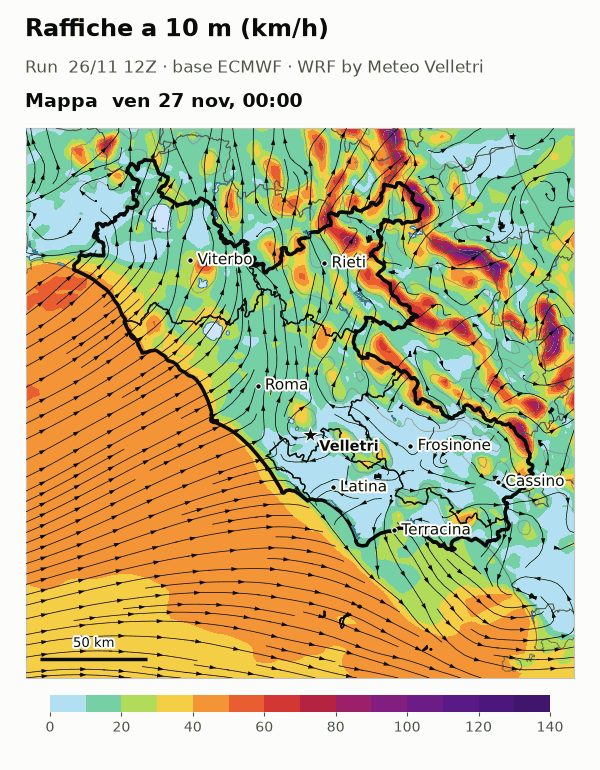 Raffiche a 10 m (km/h)
Run  26/11 12Z · base ECMWF · WRF by Meteo Velletri
Mappa  ven 27 nov, 00:00
Viterbo
Rieti
Roma
Velletri
Frosinone
Latina
Cassino
Terracina
50 km
0 20 40 60 80 100 120 140